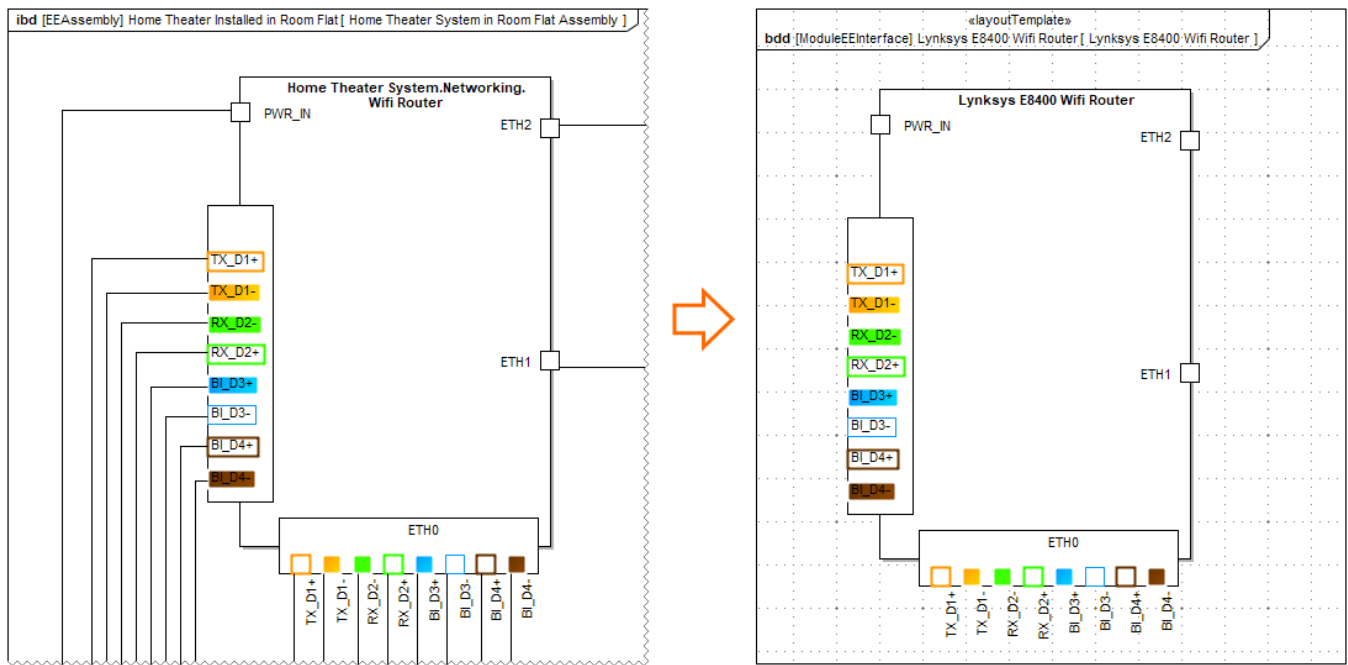 ibd [EEAssembly] Home Theater Installed in Room Flat [ Home Theater System in Room Flat Assembly ]
Home Theater System.Networking.
Wifi Router
PWR_IN
ETH2
TX_D1+
TX_D1-
RX_D2-
RX_D2+
BI_D3+
BI_D3-
BI_D4+
BI_D4-
ETH1
ETH0
TX_D1+
TX_D1-
RX_D2-
RX_D2+
BI_D3+
BI_D3-
BI_D4+
BI_D4-
«layoutTemplate»
bdd [ModuleEEInterface] Lynksys E8400 Wifi Router [ Lynksys E8400 Wifi Router ]
Lynksys E8400 Wifi Router
PWR_IN
ETH2
TX_D1+
TX_D1-
RX_D2-
RX_D2+
BI_D3+
BI_D3-
BI_D4+
BI_D4-
ETH1
ETH0
TX_D1+
TX_D1-
RX_D2-
RX_D2+
BI_D3+
BI_D3-
BI_D4+
BI_D4-